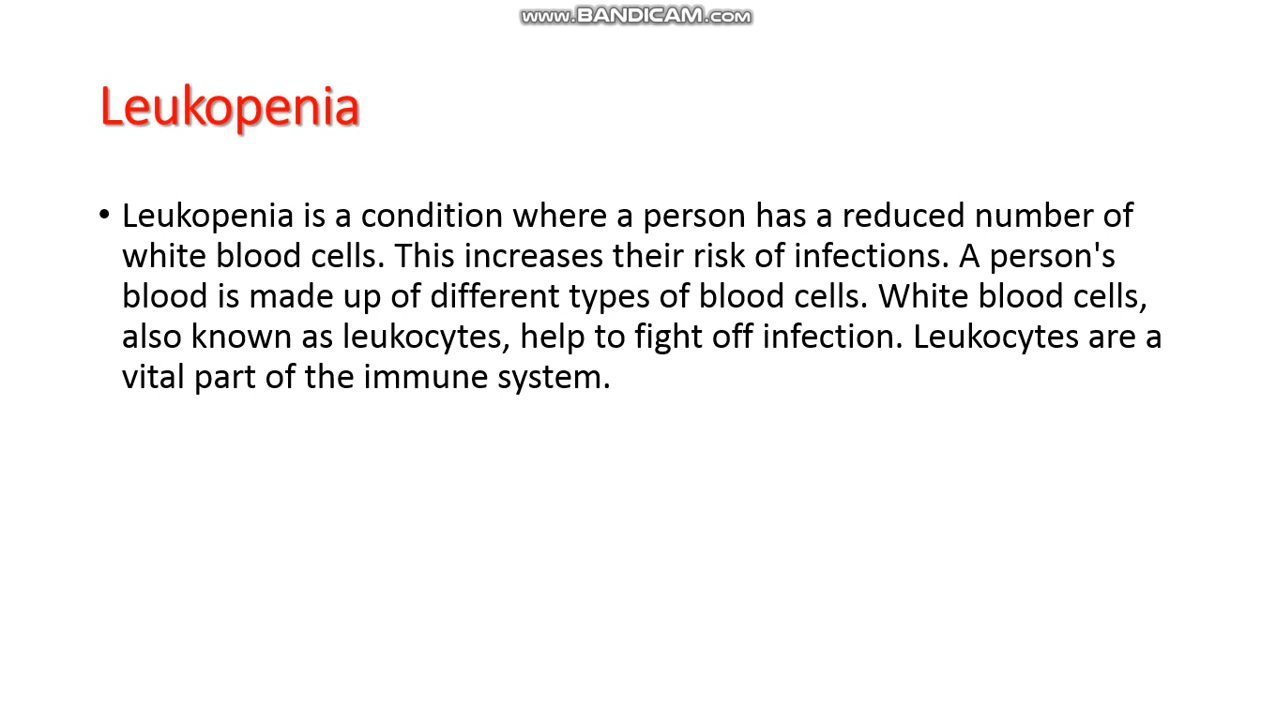 www.BANDICAM.com
Leukopenia
• Leukopenia is a condition where a person has a reduced number of
white blood cells. This increases their risk of infections. A person's
blood is made up of different types of blood cells. White blood cells,
also known as leukocytes, help to fight off infection. Leukocytes are a
vital part of the immune system.